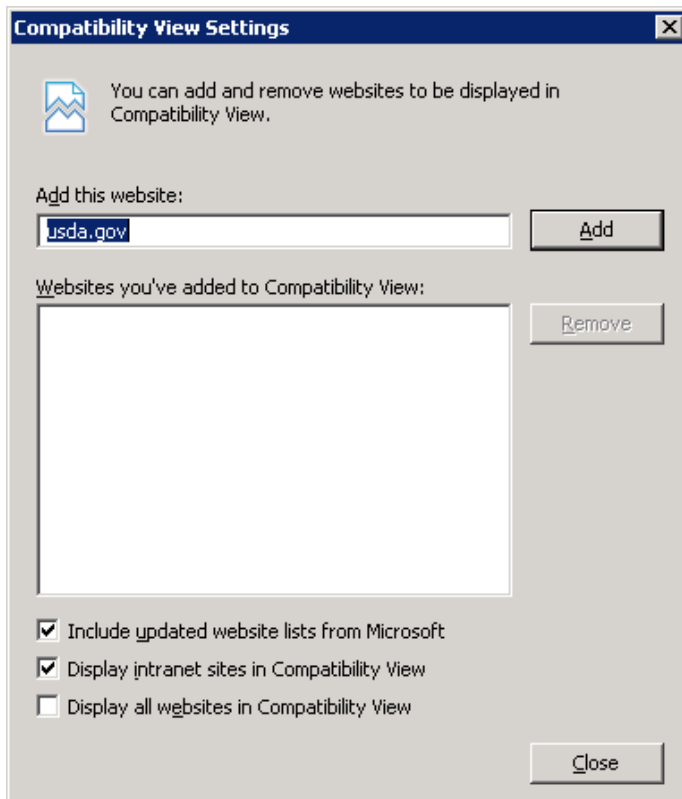 Compatibility View Settings
You can add and remove websites to be displayed in
Compatibility View.
Add this website:
usda.gov
Add
Websites you've added to Compatibility View:
Remove
Include updated website lists from Microsoft
Display intranet sites in Compatibility View
Display all websites in Compatibility View
Close